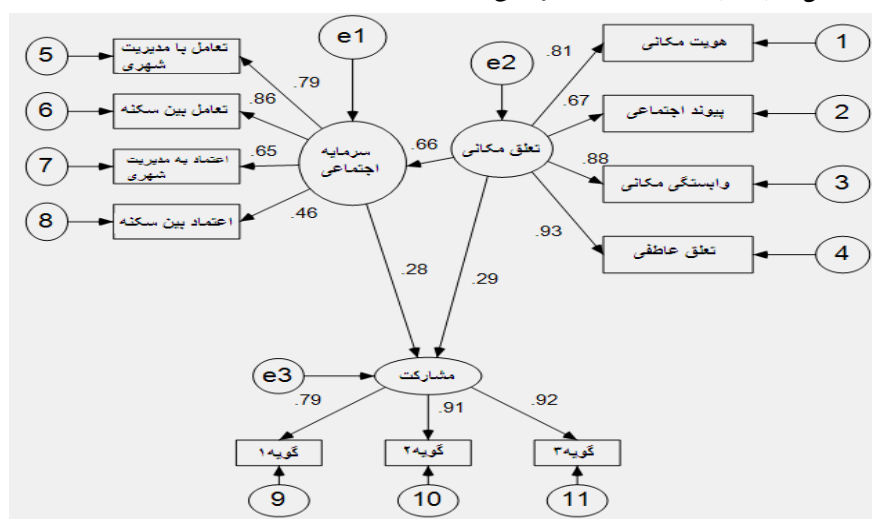 e1
e2
5
تعامل با مدیریت
شهری
هویت مکانی
1
.79
.81
6
تعامل بین سکنه
.86
.67
پیوند اجتماعی
2
سرمایه
اجتماعی
.66
تعلق مکانی
7
اعتماد به مدیریت
شهری
.65
.88
وابستگی مکانی
3
8
اعتماد بین سکنه
.46
.93
تعلق عاطفی
4
.28
.29
e3
مشارکت
.79
.91
.92
گویه۱
گویه۲
گویه۳
9
10
11